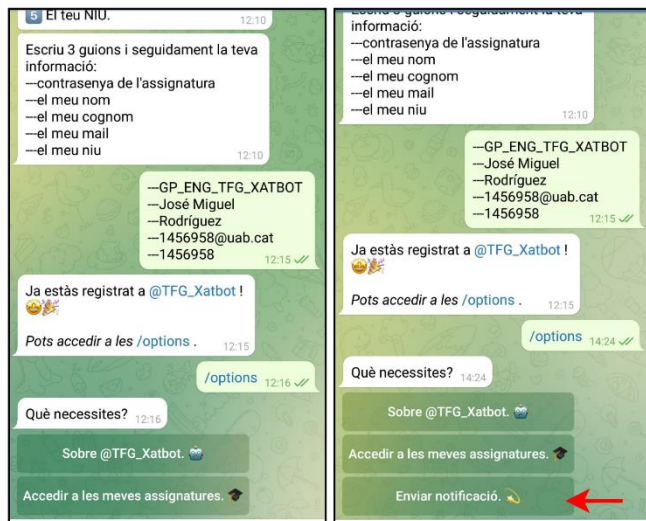 5 El teu NIU.
12:10
Escriu 3 guions i seguidament la teva
informació:
---contrasenya de l'assignatura
---el meu nom
---el meu cognom
---el meu mail
---el meu niu
12:10
---GP_ENG_TFG_XATBOT
---José Miguel
---Rodríguez
---1456958@uab.cat
---1456958
12:15
Ja estàs registrat a @TFG_Xatbot !
Pots accedir a les /options .
12:15
/options 12:16
Què necessites? 12:16
Sobre @TFG_Xatbot.
Accedir a les meves assignatures.
informació:
---contrasenya de l'assignatura
---el meu nom
---el meu cognom
---el meu mail
---el meu niu
12:10
---GP_ENG_TFG_XATBOT
---José Miguel
---Rodríguez
---1456958@uab.cat
---1456958
12:15
Ja estàs registrat a @TFG_Xatbot !
Pots accedir a les /options .
12:15
/options 14:24
Què necessites? 14:24
Sobre @TFG_Xatbot.
Accedir a les meves assignatures.
Enviar notificació.